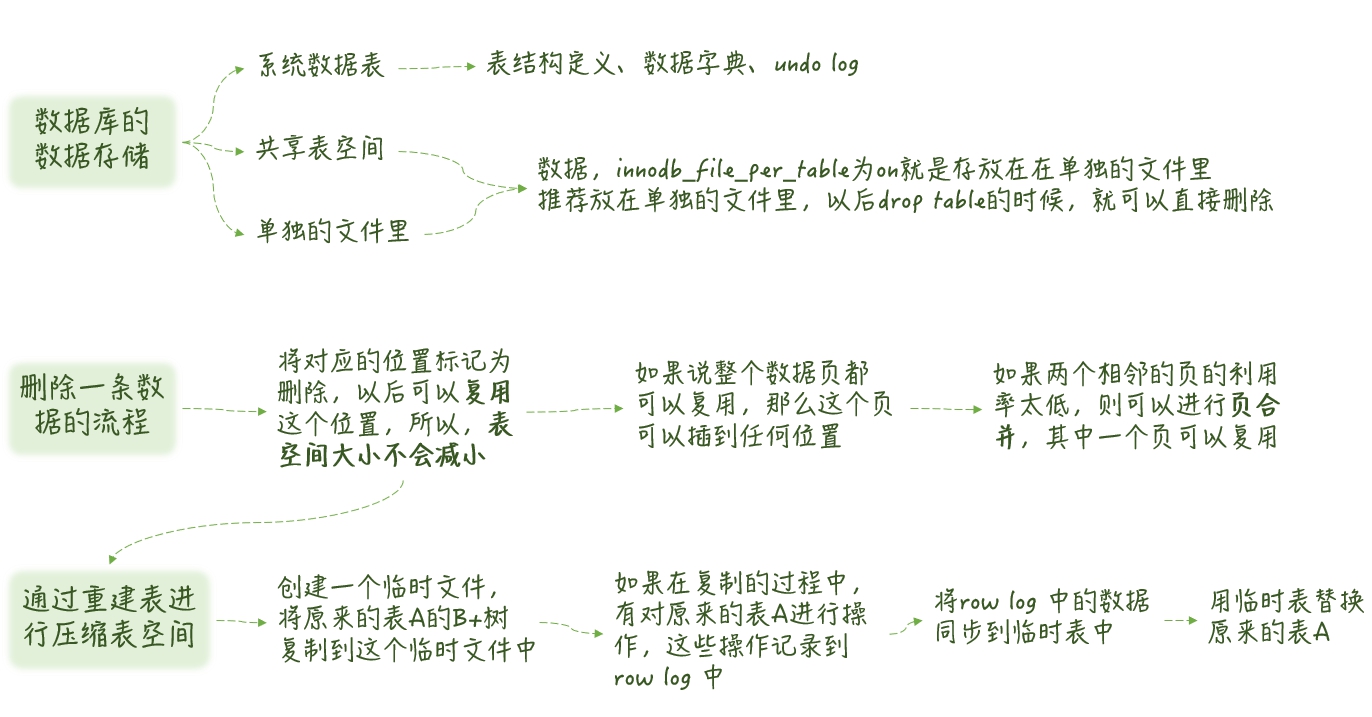 数据库的
数据存储
系统数据表
表结构定义、数据字典、undo log
共享表空间
单独的文件里
数据，innodb_file_per_table为on就是存放在在单独的文件里
推荐放在单独的文件里，以后drop table的时候，就可以直接删除
删除一条数
据的流程
将对应的位置标记为
删除，以后可以复用
这个位置，所以，表
空间大小不会减小
如果说整个数据页都
可以复用，那么这个页
可以插到任何位置
如果两个相邻的页的利用
率太低，则可以进行页合
并，其中一个页可以复用
通过重建表进
行压缩表空间
创建一个临时文件，
将原来的表A的B+树
复制到这个临时文件中
如果在复制的过程中，
有对原来的表A进行操
作，这些操作记录到
row log 中
将row log 中的数据
同步到临时表中
用临时表替换
原来的表A